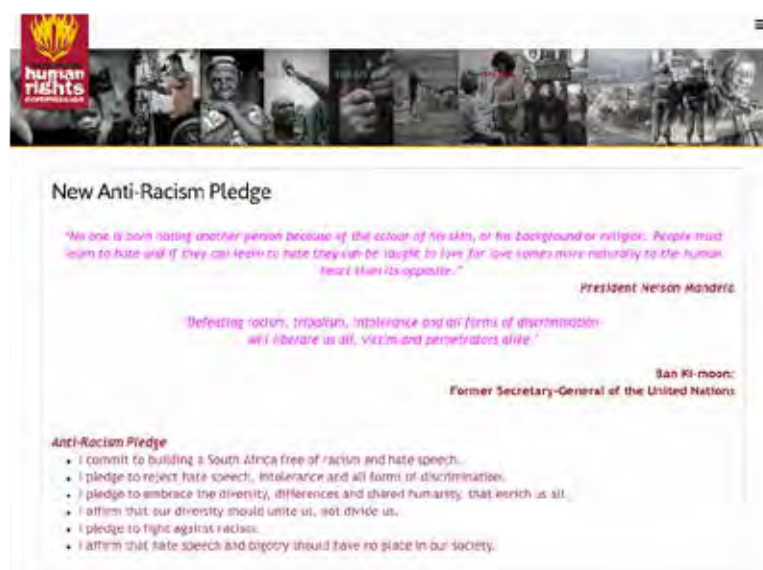 human
rights
New Anti-Racism Pledge
"No one is born hating another person because of the colour of his skin, or his background or religion. People must
learn to hate and if they can learn to hate they can be taught to love for love comes more naturally to the human
heart than its opposite."
President Nelson Mandela
"Defeating racism, tribalism, intolerance and all forms of discrimination
will liberate us all, victim and perpetrators alike."
Ban Ki-moon:
Former Secretary-General of the United Nations
Anti-Racism Pledge
• I commit to building a South Africa free of racism and hate speech.
• I pledge to reject hate speech, intolerance and all forms of discrimination.
• I pledge to embrace the diversity, differences and shared humanity, that enrich us all.
• I affirm that our diversity should unite us, not divide us.
• I pledge to fight against racism.
• I affirm that hate speech and bigotry should have no place in our society.